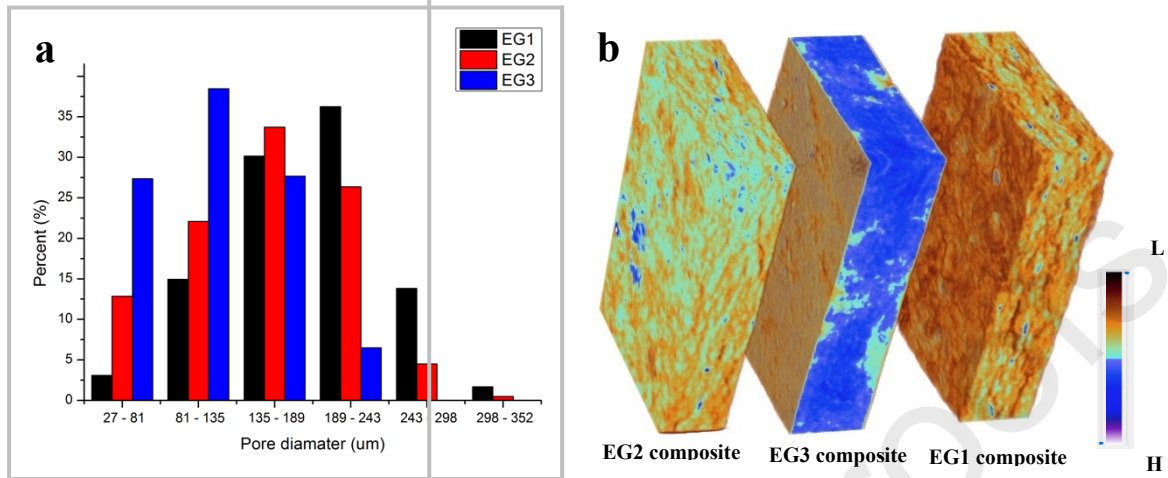 a
EG1
EG2
EG3
35
30
25
20
15
10
5
0
Percent (%)
27 - 81 81 - 135 135 - 189 189 - 243 243 - 298 298 - 352
Pore diamater (um)
b
L
H
EG2 composite EG3 composite EG1 composite